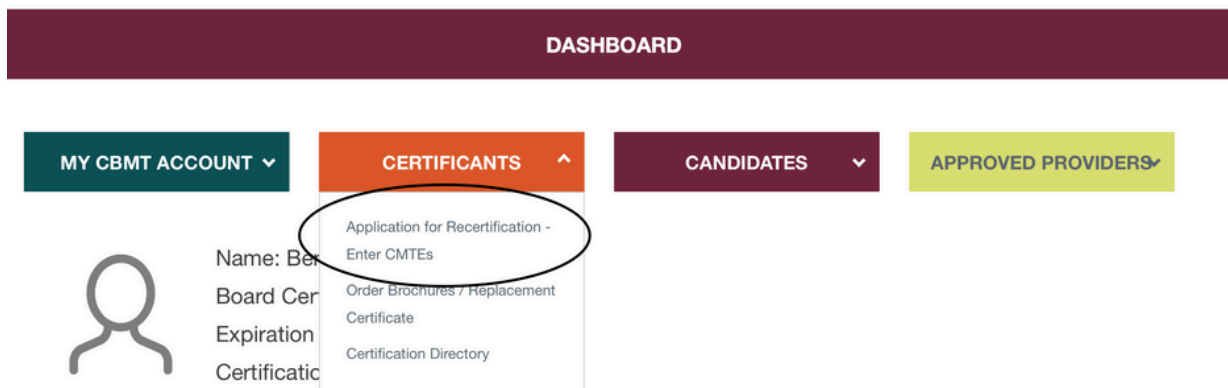 DASHBOARD
MY CBMT ACCOUNT
CERTIFICANTS
CANDIDATES
APPROVED PROVIDERS
Application for Recertification -
Enter CMTEs
Order Brochures / Replacement
Certificate
Certification Directory
Name:
Board
Expiration